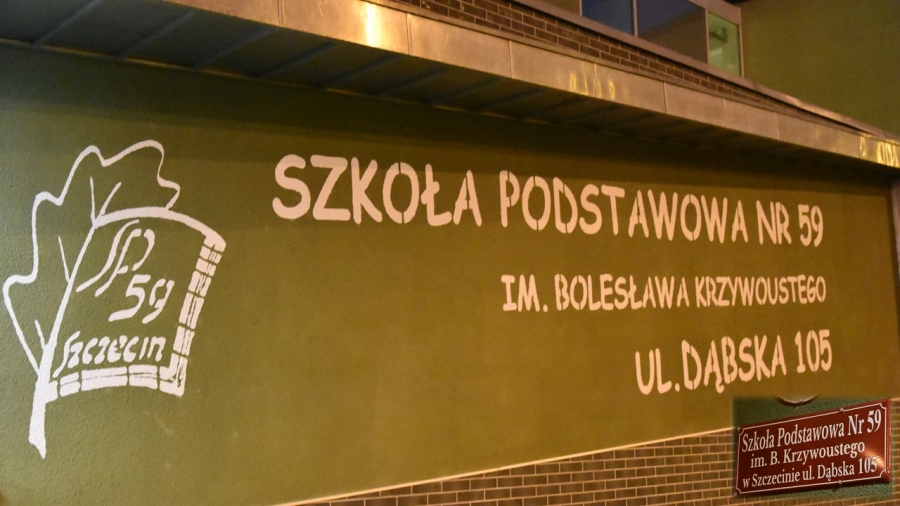 SP
59
Szczecin
SZKOŁA PODSTAWOWA NR 59
IM. BOLESŁAWA KRZYWOUSTEGO
UL. DĄBSKA 105
Szkoła Podstawowa Nr 59
im. B. Krzywoustego
w Szczecinie ul. Dąbska 105